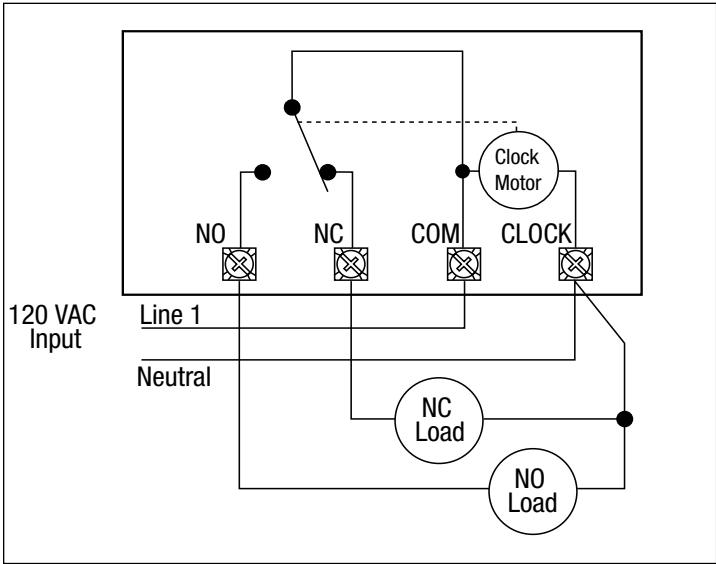 Clock
Motor
NO
NC
COM
CLOCK
120 VAC
Input
Line 1
Neutral
NC
Load
NO
Load